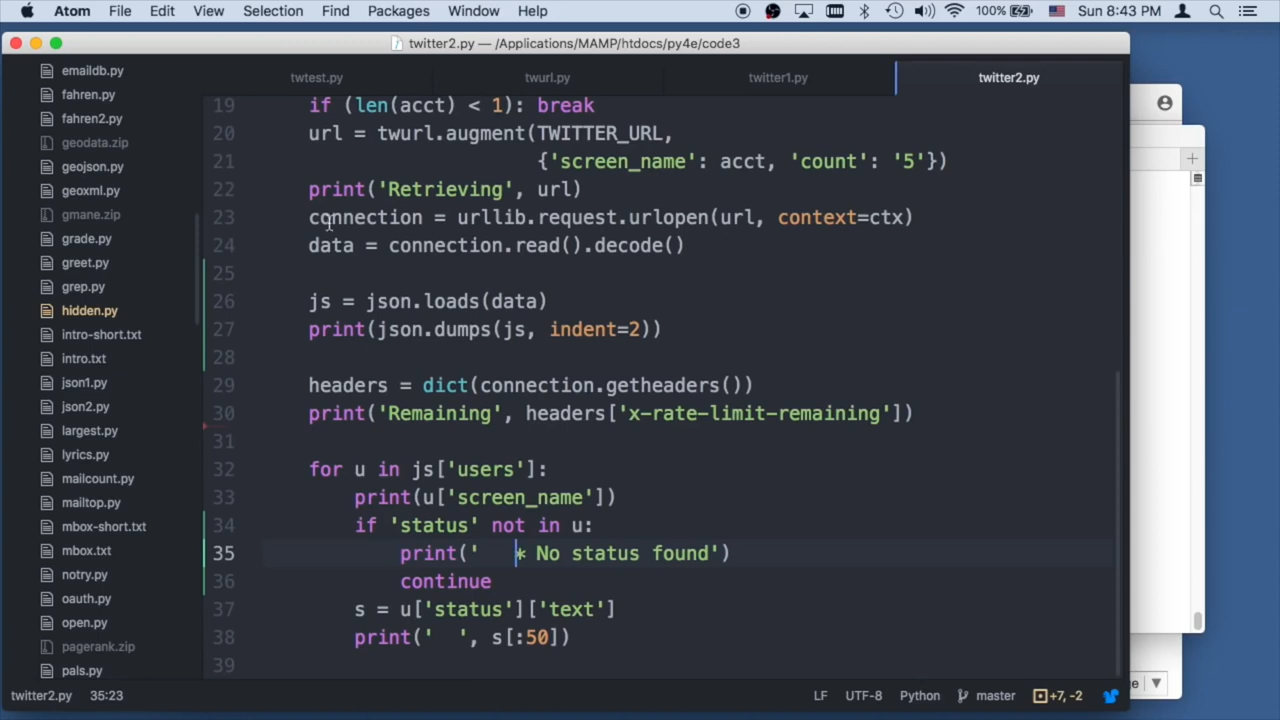 Atom File Edit View Selection Find Packages Window Help 100% Sun 8:43 PM
twitter2.py — /Applications/MAMP/htdocs/py4e/code3
twtest.py twurl.py twitter1.py twitter2.py
emaildb.py
fahren.py
fahren2.py
geodata.zip
geojson.py
geoxml.py
gmane.zip
grade.py
greet.py
grep.py
hidden.py
intro-short.txt
intro.txt
json1.py
json2.py
largest.py
lyrics.py
mailcount.py
mailtop.py
mbox-short.txt
mbox.txt
notry.py
oauth.py
open.py
pagerank.zip
pals.py
19 if (len(acct) < 1): break
20 url = twurl.augment(TWITTER_URL,
21 {'screen_name': acct, 'count': '5'})
22 print('Retrieving', url)
23 connection = urllib.request.urlopen(url, context=ctx)
24 data = connection.read().decode()
25
26 js = json.loads(data)
27 print(json.dumps(js, indent=2))
28
29 headers = dict(connection.getheaders())
30 print('Remaining', headers['x-rate-limit-remaining'])
31
32 for u in js['users']:
33 print(u['screen_name'])
34 if 'status' not in u:
35 print('   * No status found')
36 continue
37 s = u['status']['text']
38 print('  ', s[:50])
39
twitter2.py 35:23 LF UTF-8 Python master +7, -2